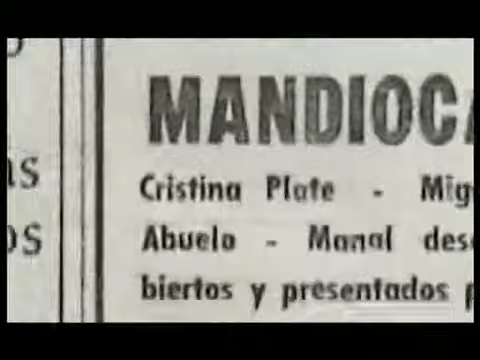 MANDIOCA
Cristina Plate - Mig
Abuelo - Manal des
biertos y presentados p
as
os